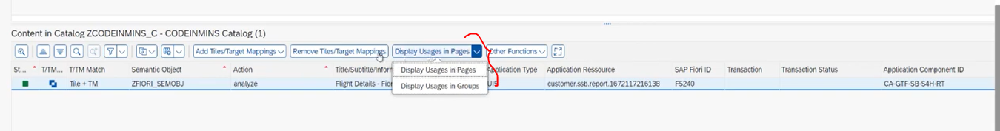 Content in Catalog ZCODEINMINS_C - CODEINMINS Catalog (1)
Add Tiles/Target Mappings Remove Tiles/Target Mappings Display Usages in Pages Other Functions
St... T/TM... T/TM Match Semantic Object Action Title/Subtitle/Inform Application Type Application Ressource SAP Fiori ID Transaction Transaction Status Application Component ID
Tile + TM ZFIORI_SEMOBJ analyze Flight Details - Fior customer.ssb.report.1672117216138 F5240 CA-GTF-SB-S4H-RT
Display Usages in Pages
Display Usages in Groups